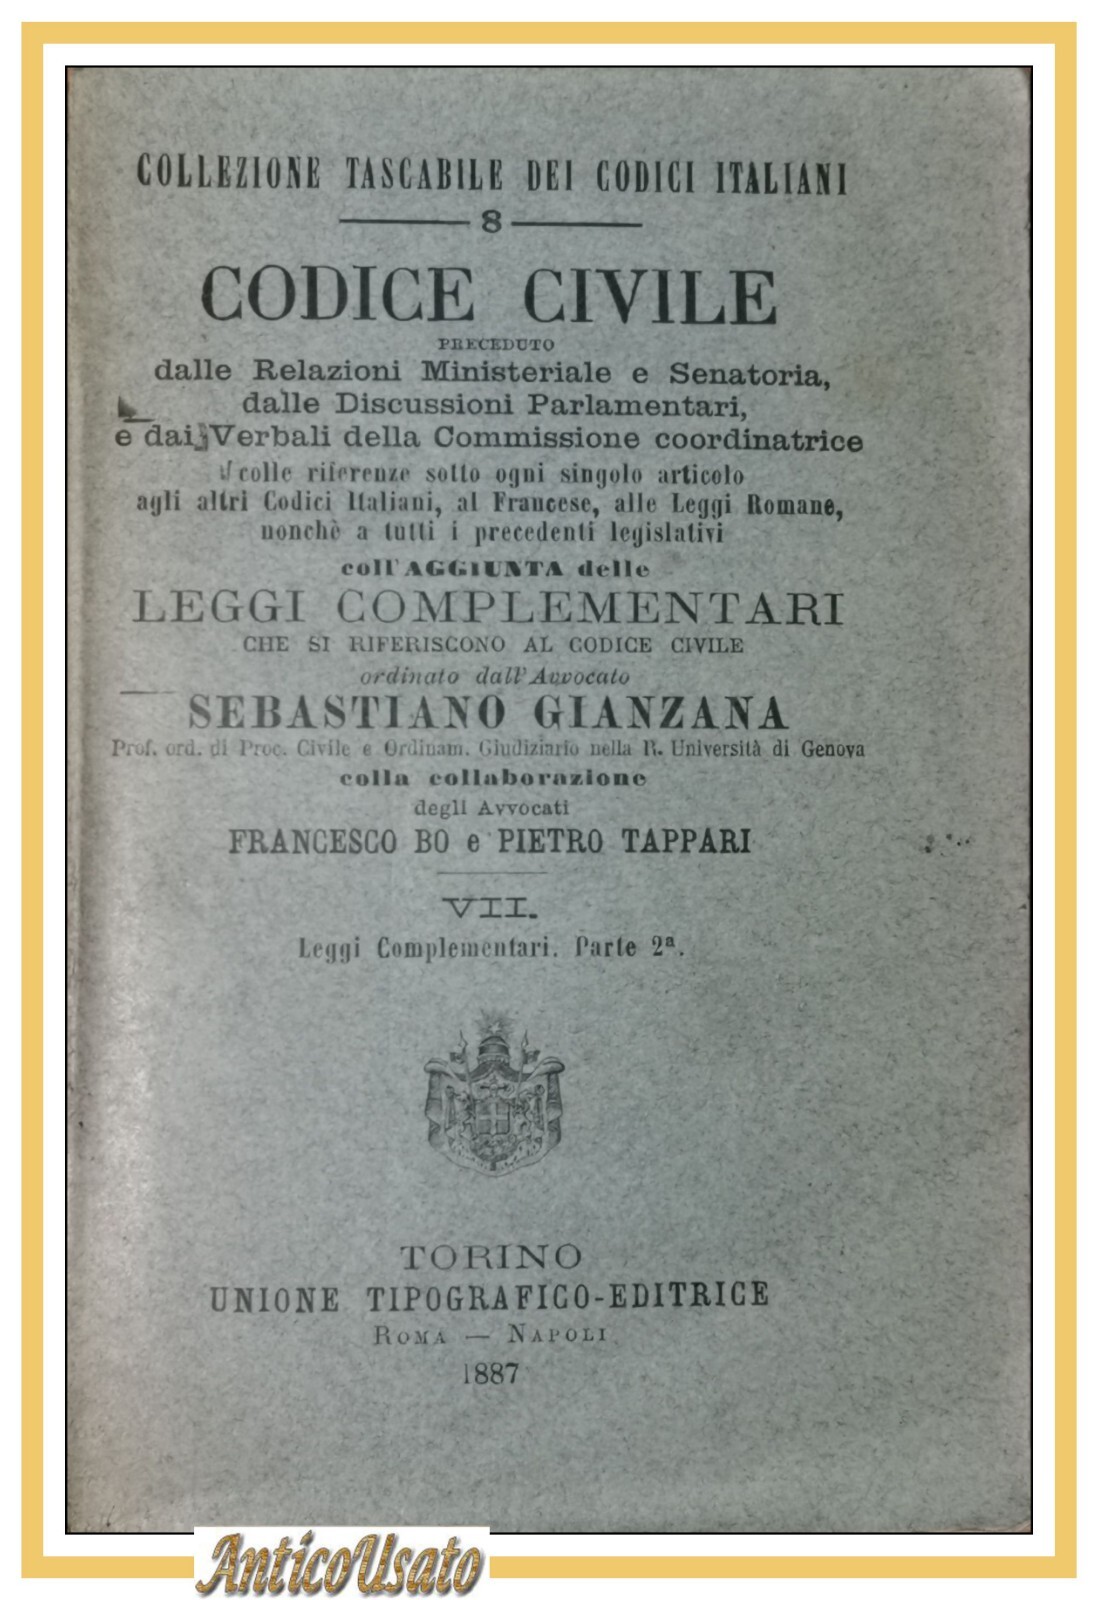 COLLEZIONE TASCABILE DEI CODICI ITALIANI
8
CODICE CIVILE
PRECEDUTO
dalle Relazioni Ministeriale e Senatoria,
dalle Discussioni Parlamentari,
e dai Verbali della Commissione coordinatrice
colle riferenze sotto ogni singolo articolo
agli altri Codici Italiani, al Francese, alle Leggi Romane,
nonchè a tutti i precedenti legislativi
coll'AGGIUNTA delle
LEGGI COMPLEMENTARI
CHE SI RIFERISCONO AL CODICE CIVILE
ordinato dall'Avvocato
SEBASTIANO GIANZANA
Prof. ord. di Proc. Civile e Ordinam. Giudiziario nella R. Università di Genova
colla collaborazione
degli Avvocati
FRANCESCO BO e PIETRO TAPPARI
VII.
Leggi Complementari. Parte 2ª.
TORINO
UNIONE TIPOGRAFICO-EDITRICE
ROMA — NAPOLI
1887
AnticoUsato